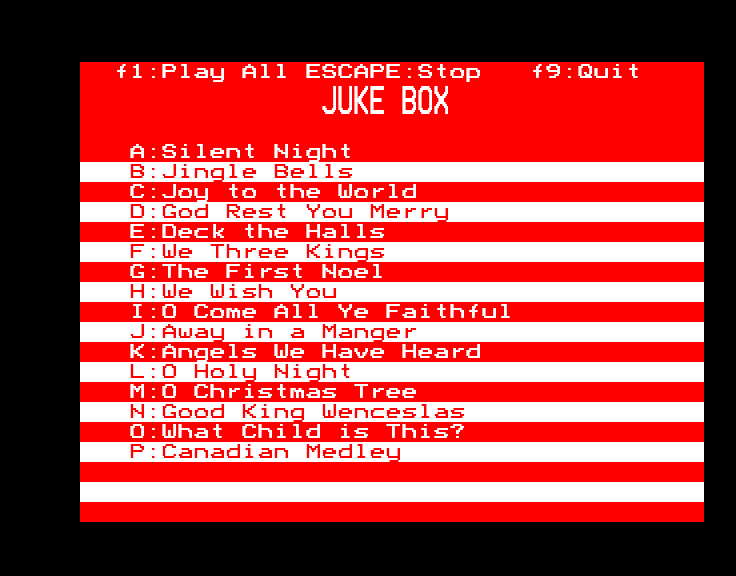 f1:Play All ESCAPE:Stop f9:Quit
JUKE BOX
A:Silent Night
B:Jingle Bells
C:Joy to the World
D:God Rest You Merry
E:Deck the Halls
F:We Three Kings
G:The First Noel
H:We Wish You
I:O Come All Ye Faithful
J:Away in a Manger
K:Angels We Have Heard
L:O Holy Night
M:O Christmas Tree
N:Good King Wenceslas
O:What Child is This?
P:Canadian Medley